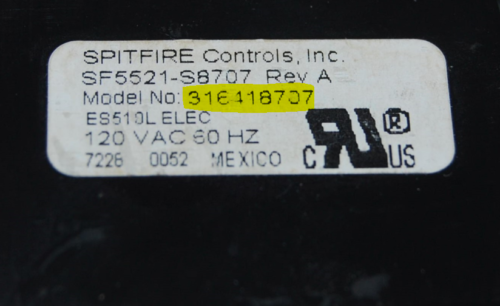 SPITFIRE Controls, Inc.
SF5521-S8707 Rev A
Model No: 316418707
ES510L ELEC
120 VAC 60 HZ
7226 0052 MEXICO
C RU ® US